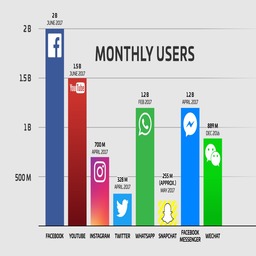 MONTHLY USERS
2 B
1.5 B
1 B
500 M
2 B
JUNE 2017
1.5 B
JUNE 2017
700 M
APRIL 2017
328 M
APRIL 2017
1.2 B
FEB 2017
255 M
(APPROX.)
MAY 2017
1.2 B
APRIL 2017
889 M
DEC 2016
You Tube
FACEBOOK
YOUTUBE
INSTAGRAM
TWITTER
WHATSAPP
SNAPCHAT
FACEBOOK
MESSENGER
WECHAT